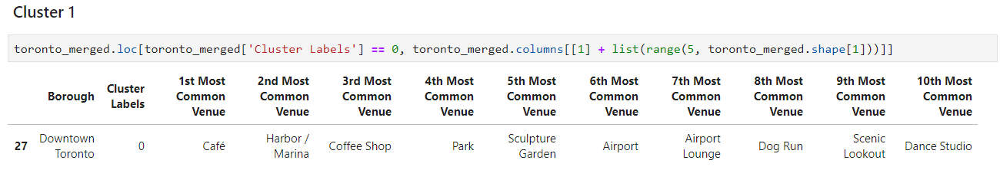 Cluster 1
toronto_merged.loc[toronto_merged['Cluster Labels'] == 0, toronto_merged.columns[[1] + list(range(5, toronto_merged.shape[1]))]]
Borough Cluster Labels 1st Most Common Venue 2nd Most Common Venue 3rd Most Common Venue 4th Most Common Venue 5th Most Common Venue 6th Most Common Venue 7th Most Common Venue 8th Most Common Venue 9th Most Common Venue 10th Most Common Venue
27 Downtown Toronto 0 Café Harbor / Marina Coffee Shop Park Sculpture Garden Airport Airport Lounge Dog Run Scenic Lookout Dance Studio